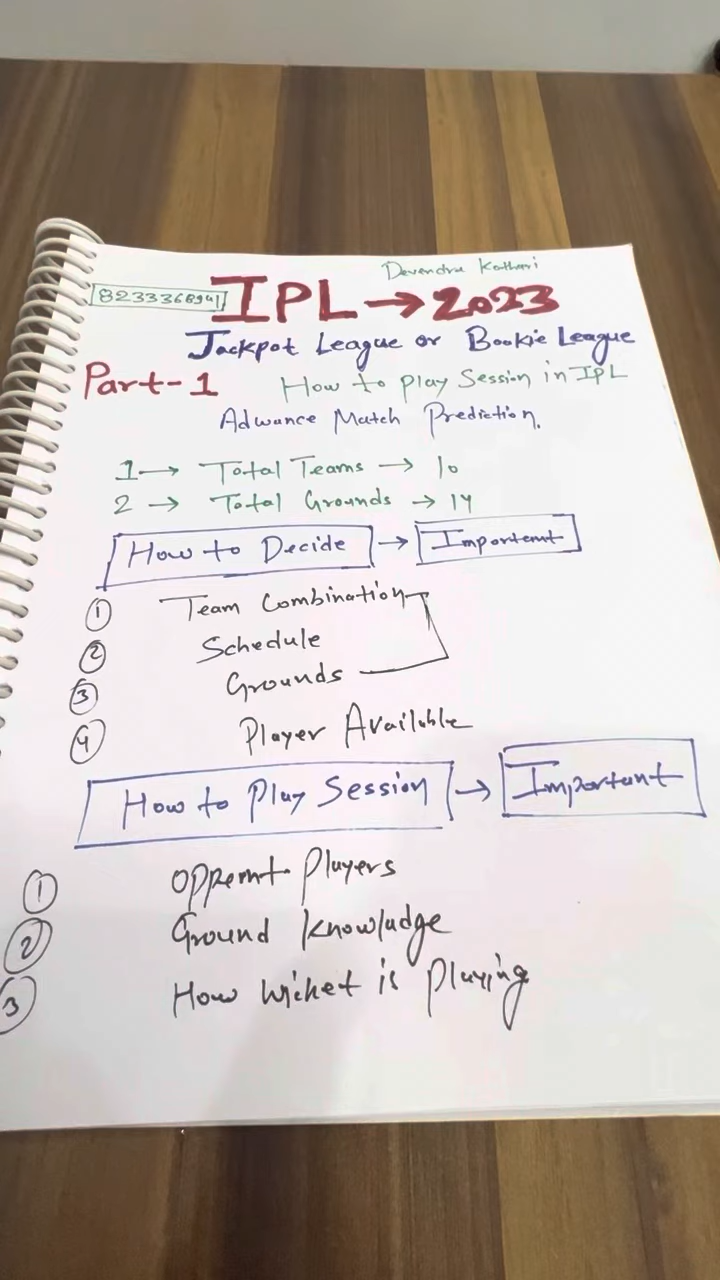 Devendra Kothari
8233368941
IPL → 2023
Jackpot League or Bookie League
Part-1 How to play Session in IPL
Adwance Match Prediction.
1 → Total Teams → 10
2 → Total Grounds → 14
How to Decide → Importent
1 Team Combination
2 Schedule
3 Grounds
4 Player Available
How to Play Session → Important
1 Players
2 Ground Knowladge
3 How wicket is playing